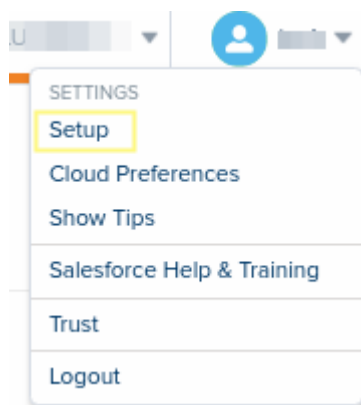 SETTINGS
Setup
Cloud Preferences
Show Tips
Salesforce Help & Training
Trust
Logout